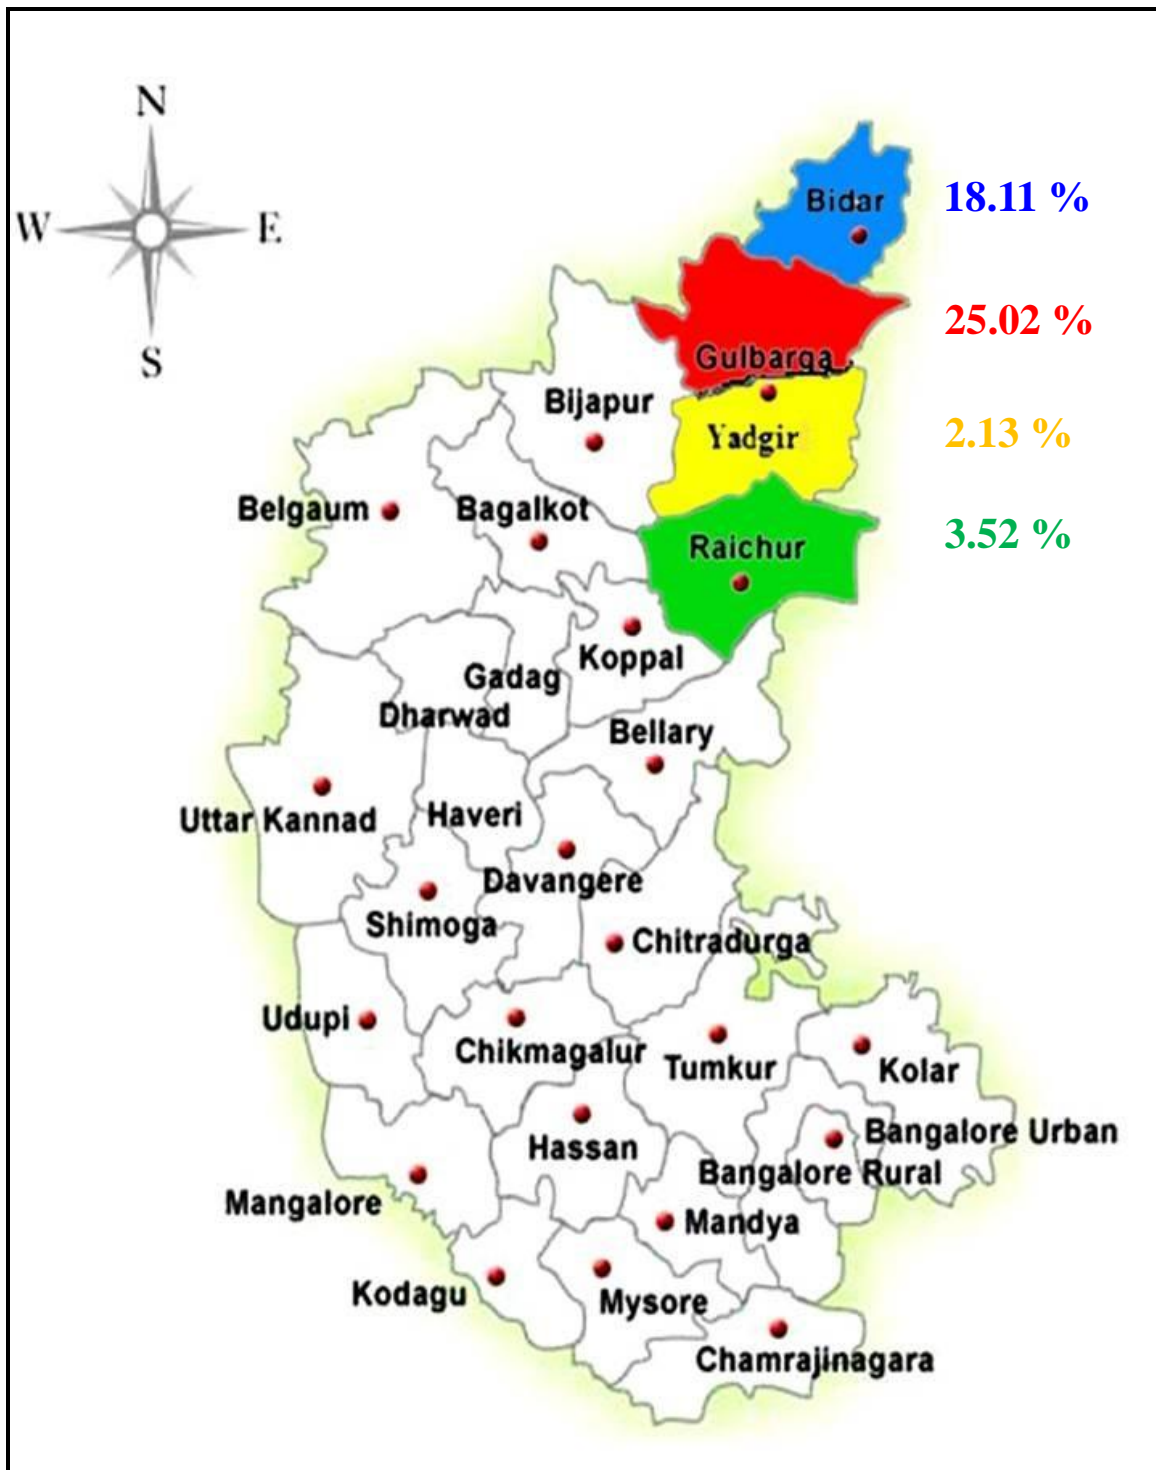 N
W
E
S
Bidar
18.11 %
25.02 %
Gulbarga
Bijapur
Yadgir
2.13 %
Belgaum
Bagalkot
Raichur
3.52 %
Koppal
Gadag
Dharwad
Bellary
Uttar Kannad
Haveri
Davangere
Shimoga
Chitradurga
Udupi
Chikmagalur
Tumkur
Kolar
Bangalore Urban
Hassan
Bangalore Rural
Mangalore
Mandya
Kodagu
Mysore
Chamrajinagara